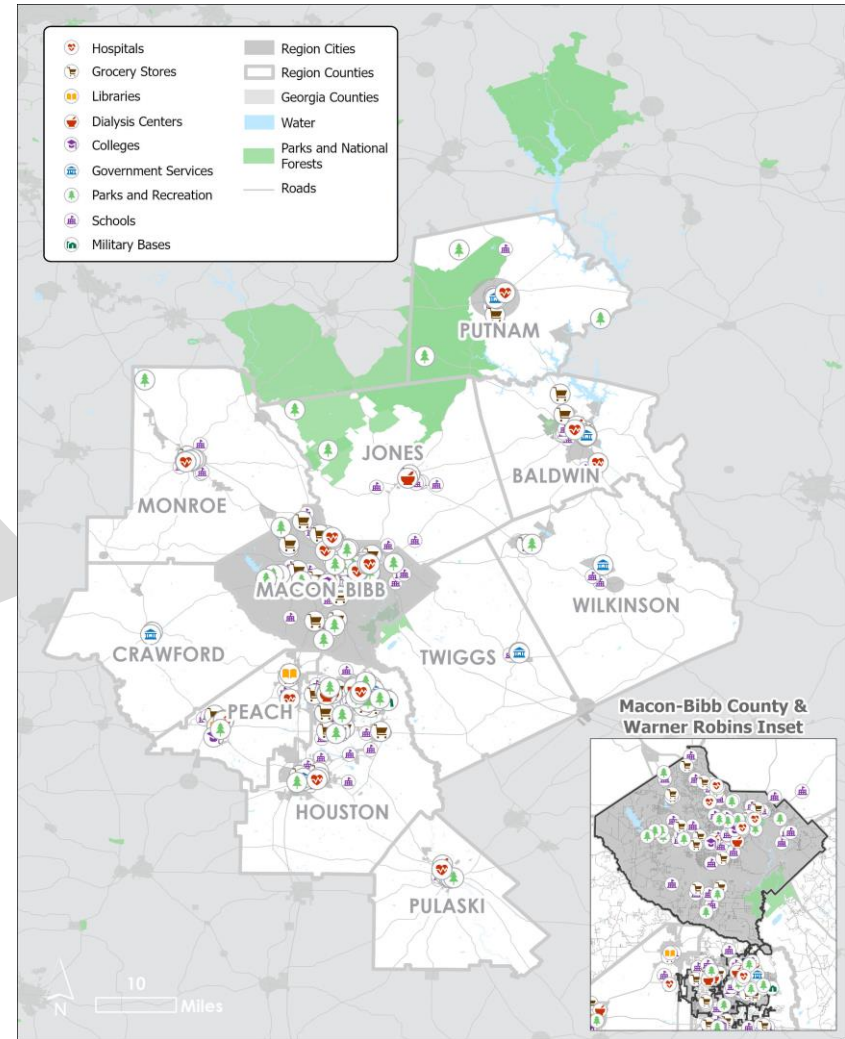 Hospitals
Grocery Stores
Libraries
Dialysis Centers
Colleges
Government Services
Parks and Recreation
Schools
Military Bases
Region Cities
Region Counties
Georgia Counties
Water
Parks and National
Forests
Roads
PUTNAM
JONES
BALDWIN
MONROE
MACON-BIBB
WILKINSON
CRAWFORD
TWIGGS
PEACH
HOUSTON
PULASKI
Macon-Bibb County &
Warner Robins Inset
10
Miles
N